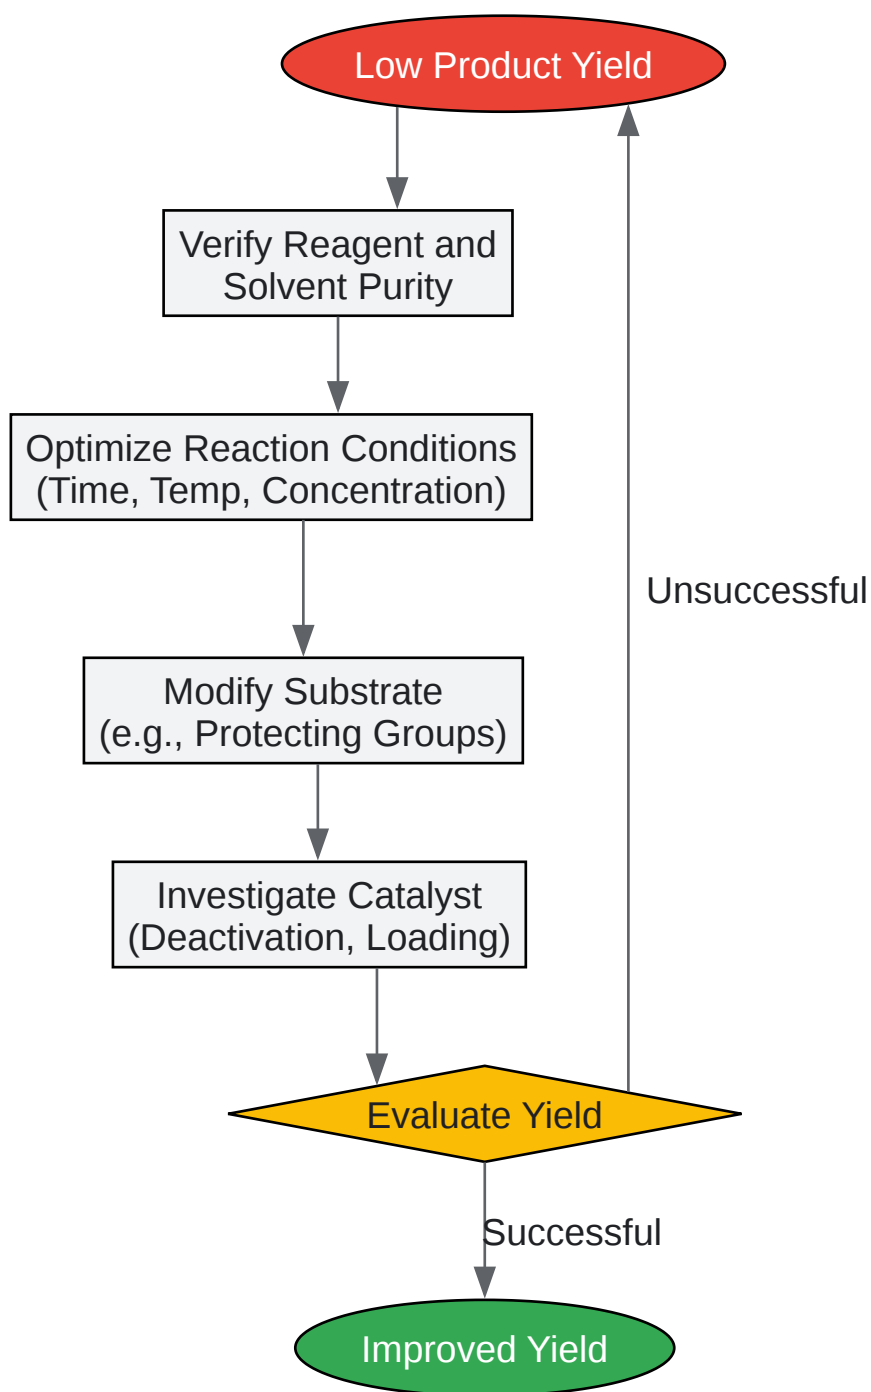 Low Product Yield
Verify Reagent and
Solvent Purity
Optimize Reaction Conditions
(Time, Temp, Concentration)
Unsuccessful
Modify Substrate
(e.g., Protecting Groups)
Investigate Catalyst
(Deactivation, Loading)
Evaluate Yield
Successful
Improved Yield